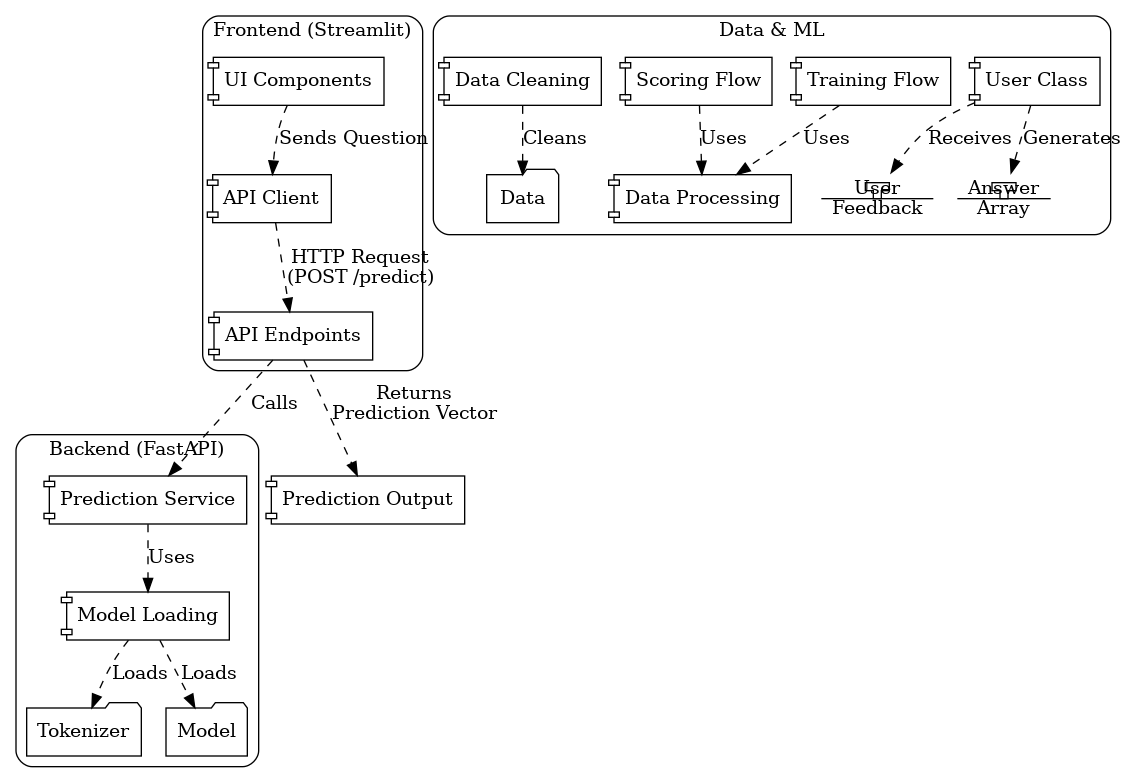 Frontend (Streamlit)
UI Components
Sends Question
API Client
HTTP Request
(POST /predict)
API Endpoints
Calls
Returns
Prediction Vector
Backend (FastAPI)
Prediction Service
Prediction Output
Uses
Model Loading
Loads
Loads
Tokenizer
Model
Data & ML
Data Cleaning
Scoring Flow
Training Flow
User Class
Cleans
Uses
Uses
Receives
Generates
Data
Data Processing
User
Feedback
Answer
Array